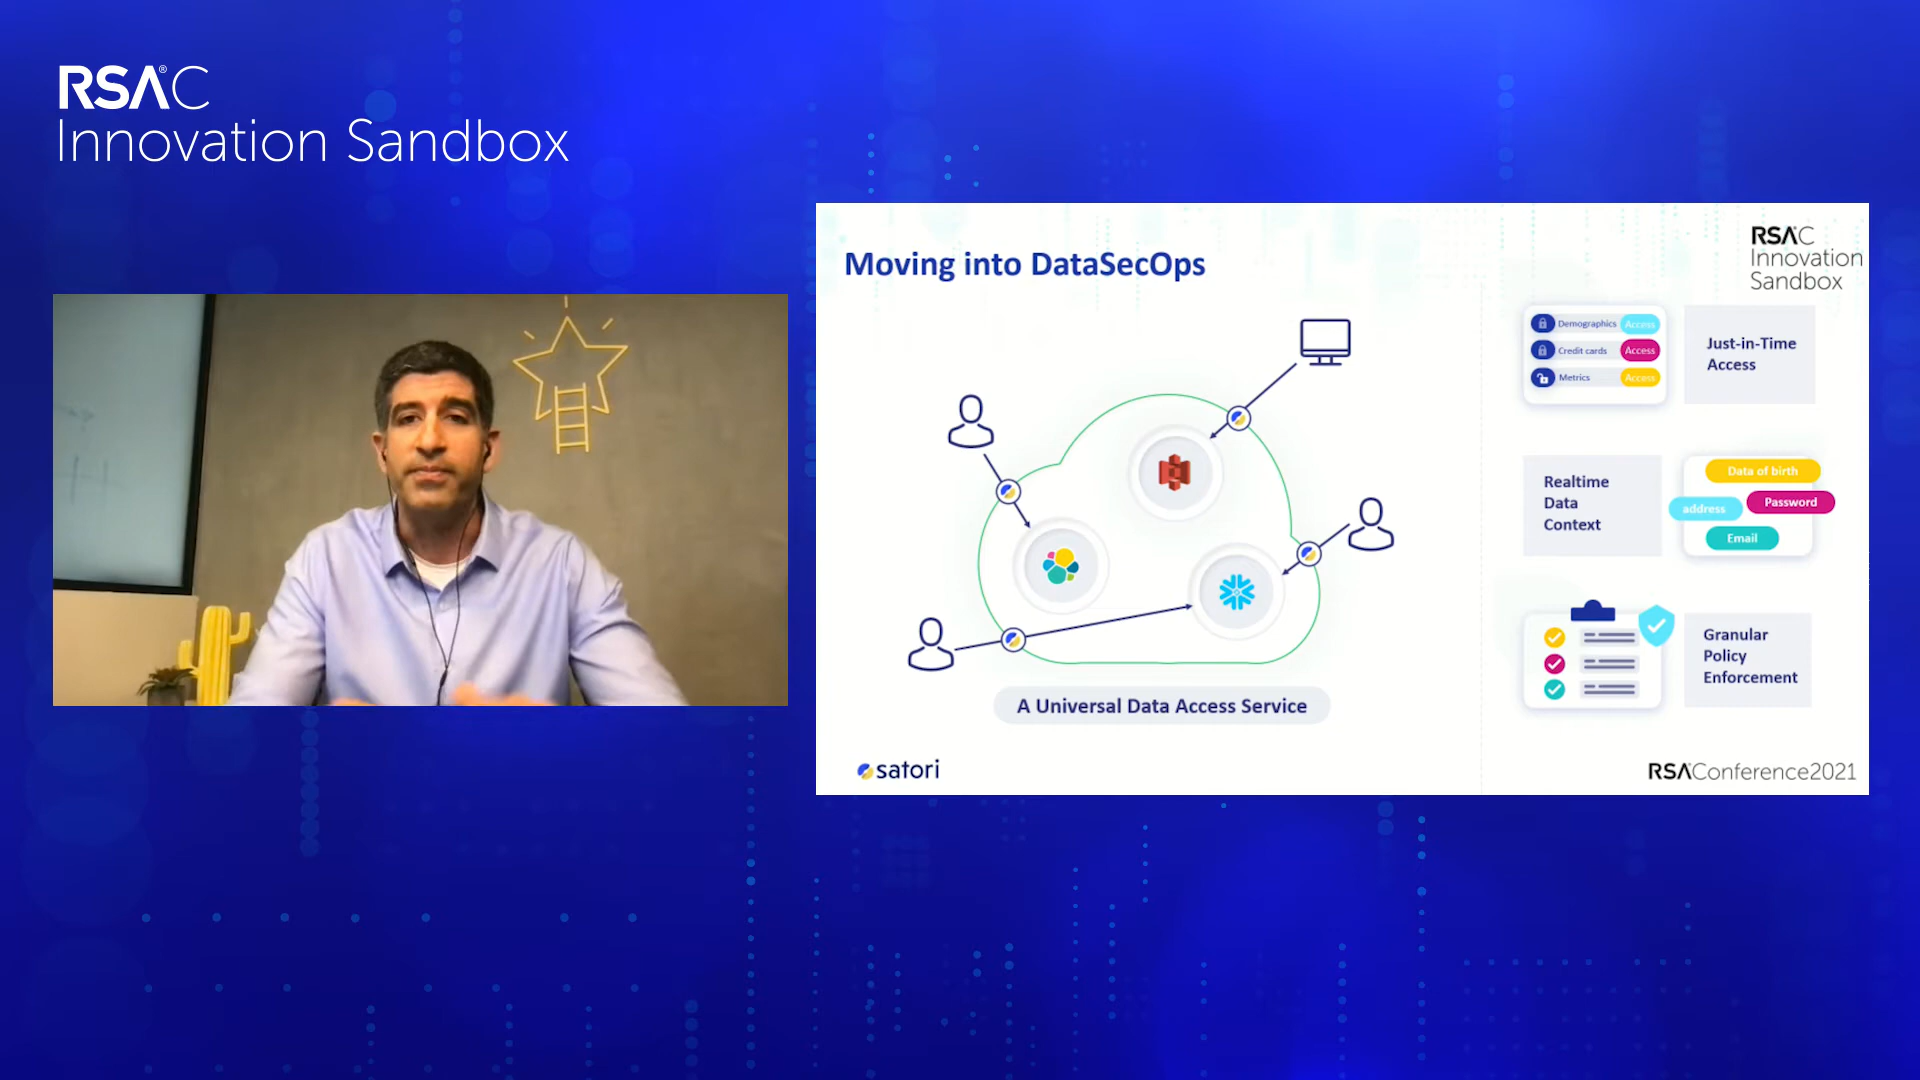 RSA®C
Innovation Sandbox
Moving into DataSecOps
RSAC
Innovation
Sandbox
Demographics Access
Credit cards Access
Metrics Access
Just-in-Time
Access
Realtime
Data
Context
Data of birth
Password
address
Email
Granular
Policy
Enforcement
A Universal Data Access Service
satori
RSAConference2021